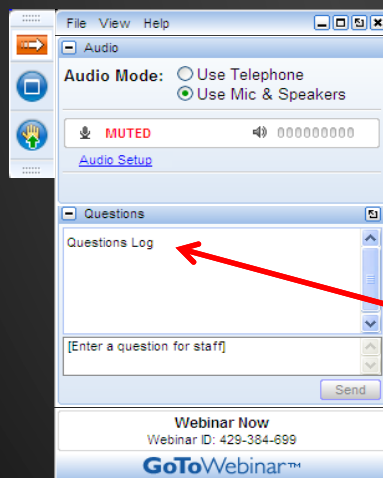 File View Help
Audio
Audio Mode: Use Telephone
Use Mic & Speakers
MUTED 000000000
Audio Setup
Questions
Questions Log
[Enter a question for staff]
Send
Webinar Now
Webinar ID: 429-384-699
GoToWebinar™